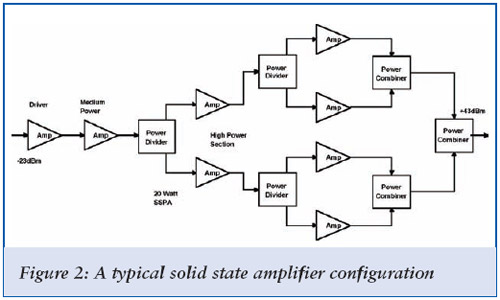 Driver
Medium
Power
Amp
Amp
-23dBm
Power
Divider
Amp
Amp
High Power
Section
20 Watt
SSPA
Power
Divider
Power
Divider
Amp
Amp
Amp
Amp
Power
Combiner
Power
Combiner
+43dBm
Power
Combiner
Figure 2: A typical solid state amplifier configuration